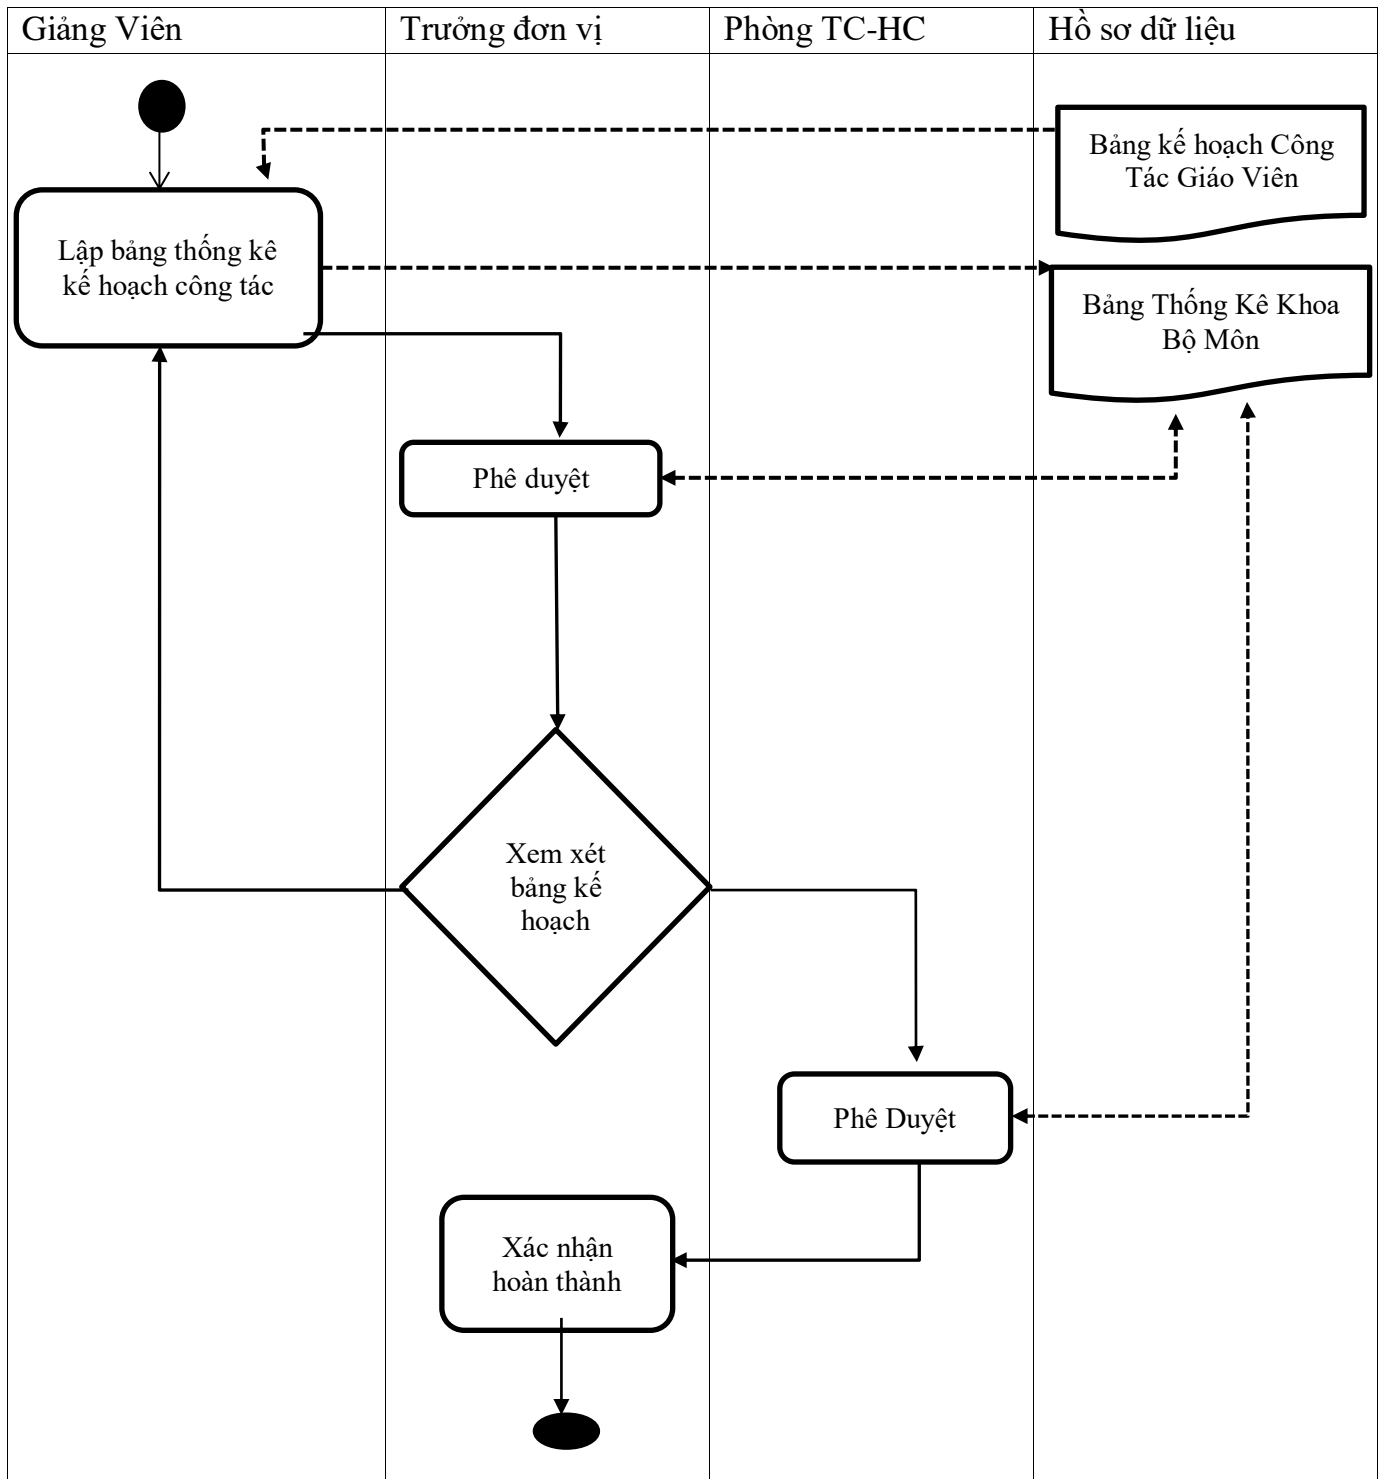 Giảng Viên
Trưởng đơn vị
Phòng TC-HC
Hồ sơ dữ liệu
Bảng kế hoạch Công
Tác Giáo Viên
Lập bảng thống kê
kế hoạch công tác
Bảng Thống Kê Khoa
Bộ Môn
Phê duyệt
Xem xét
bảng kế
hoạch
Phê Duyệt
Xác nhận
hoàn thành